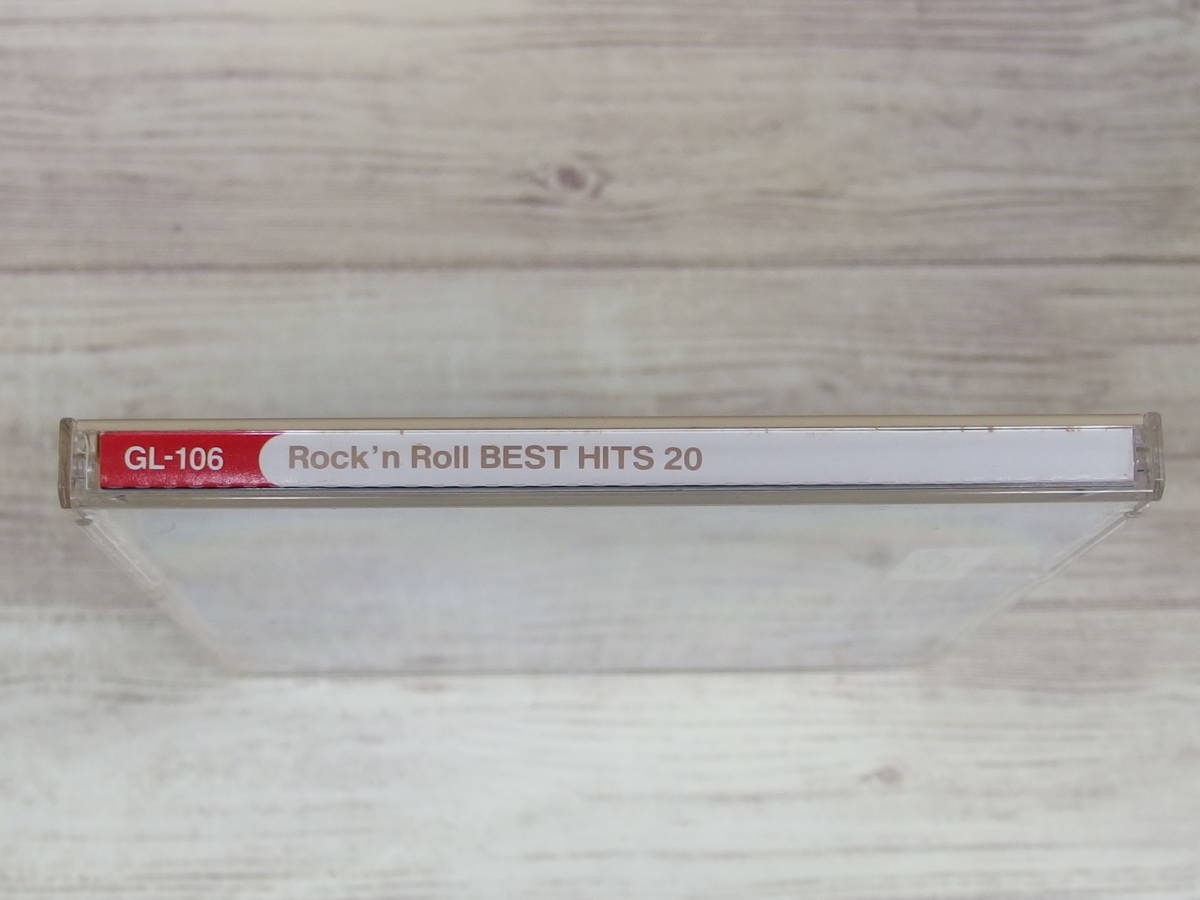 GL-106 Rock'n Roll BEST HITS 20